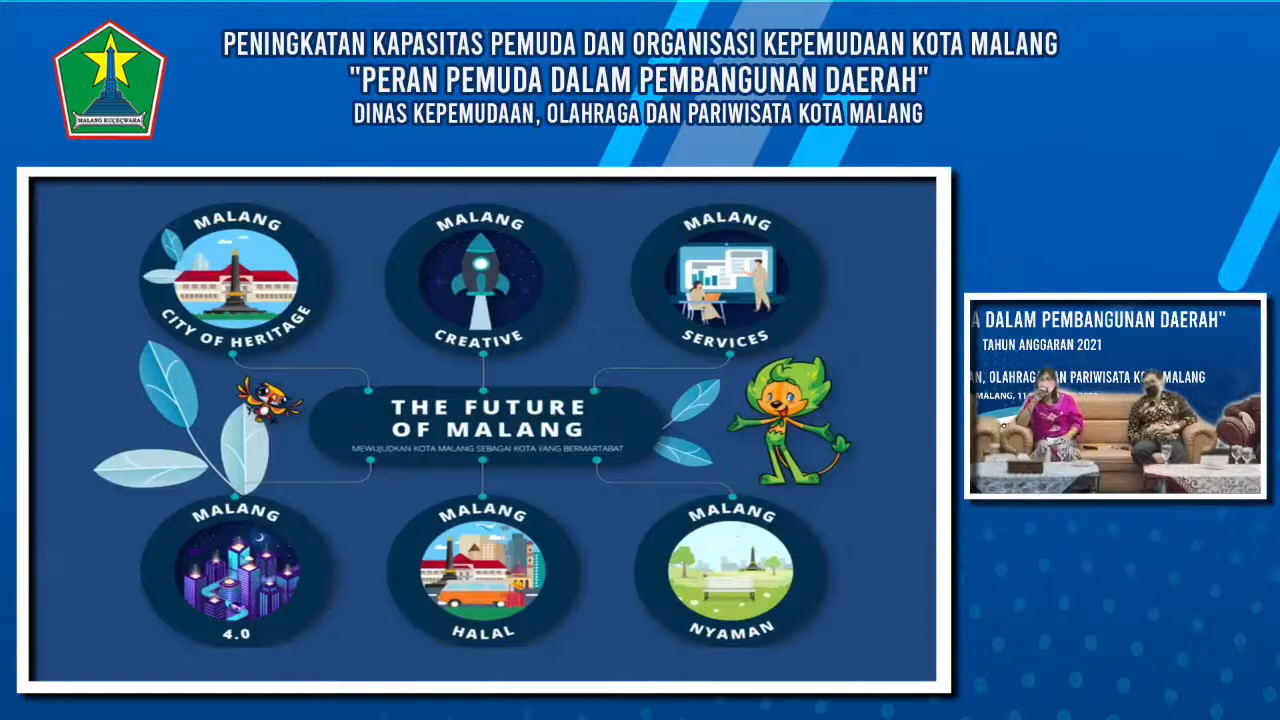 PENINGKATAN KAPASITAS PEMUDA DAN ORGANISASI KEPEMUDAAN KOTA MALANG
"PERAN PEMUDA DALAM PEMBANGUNAN DAERAH"
DINAS KEPEMUDAAN, OLAHRAGA DAN PARIWISATA KOTA MALANG
MALANG KUÇEÇWARA
MALANG
CITY OF HERITAGE
MALANG
CREATIVE
MALANG
SERVICES
THE FUTURE
OF MALANG
MEWUJUDKAN KOTA MALANG SEBAGAI KOTA YANG BERMARTABAT
MALANG
4.0
MALANG
HALAL
MALANG
NYAMAN
A DALAM PEMBANGUNAN DAERAH"
TAHUN ANGGARAN 2021
AN, OLAHRAGA PARIWISATA MALANG
MALANG, 11